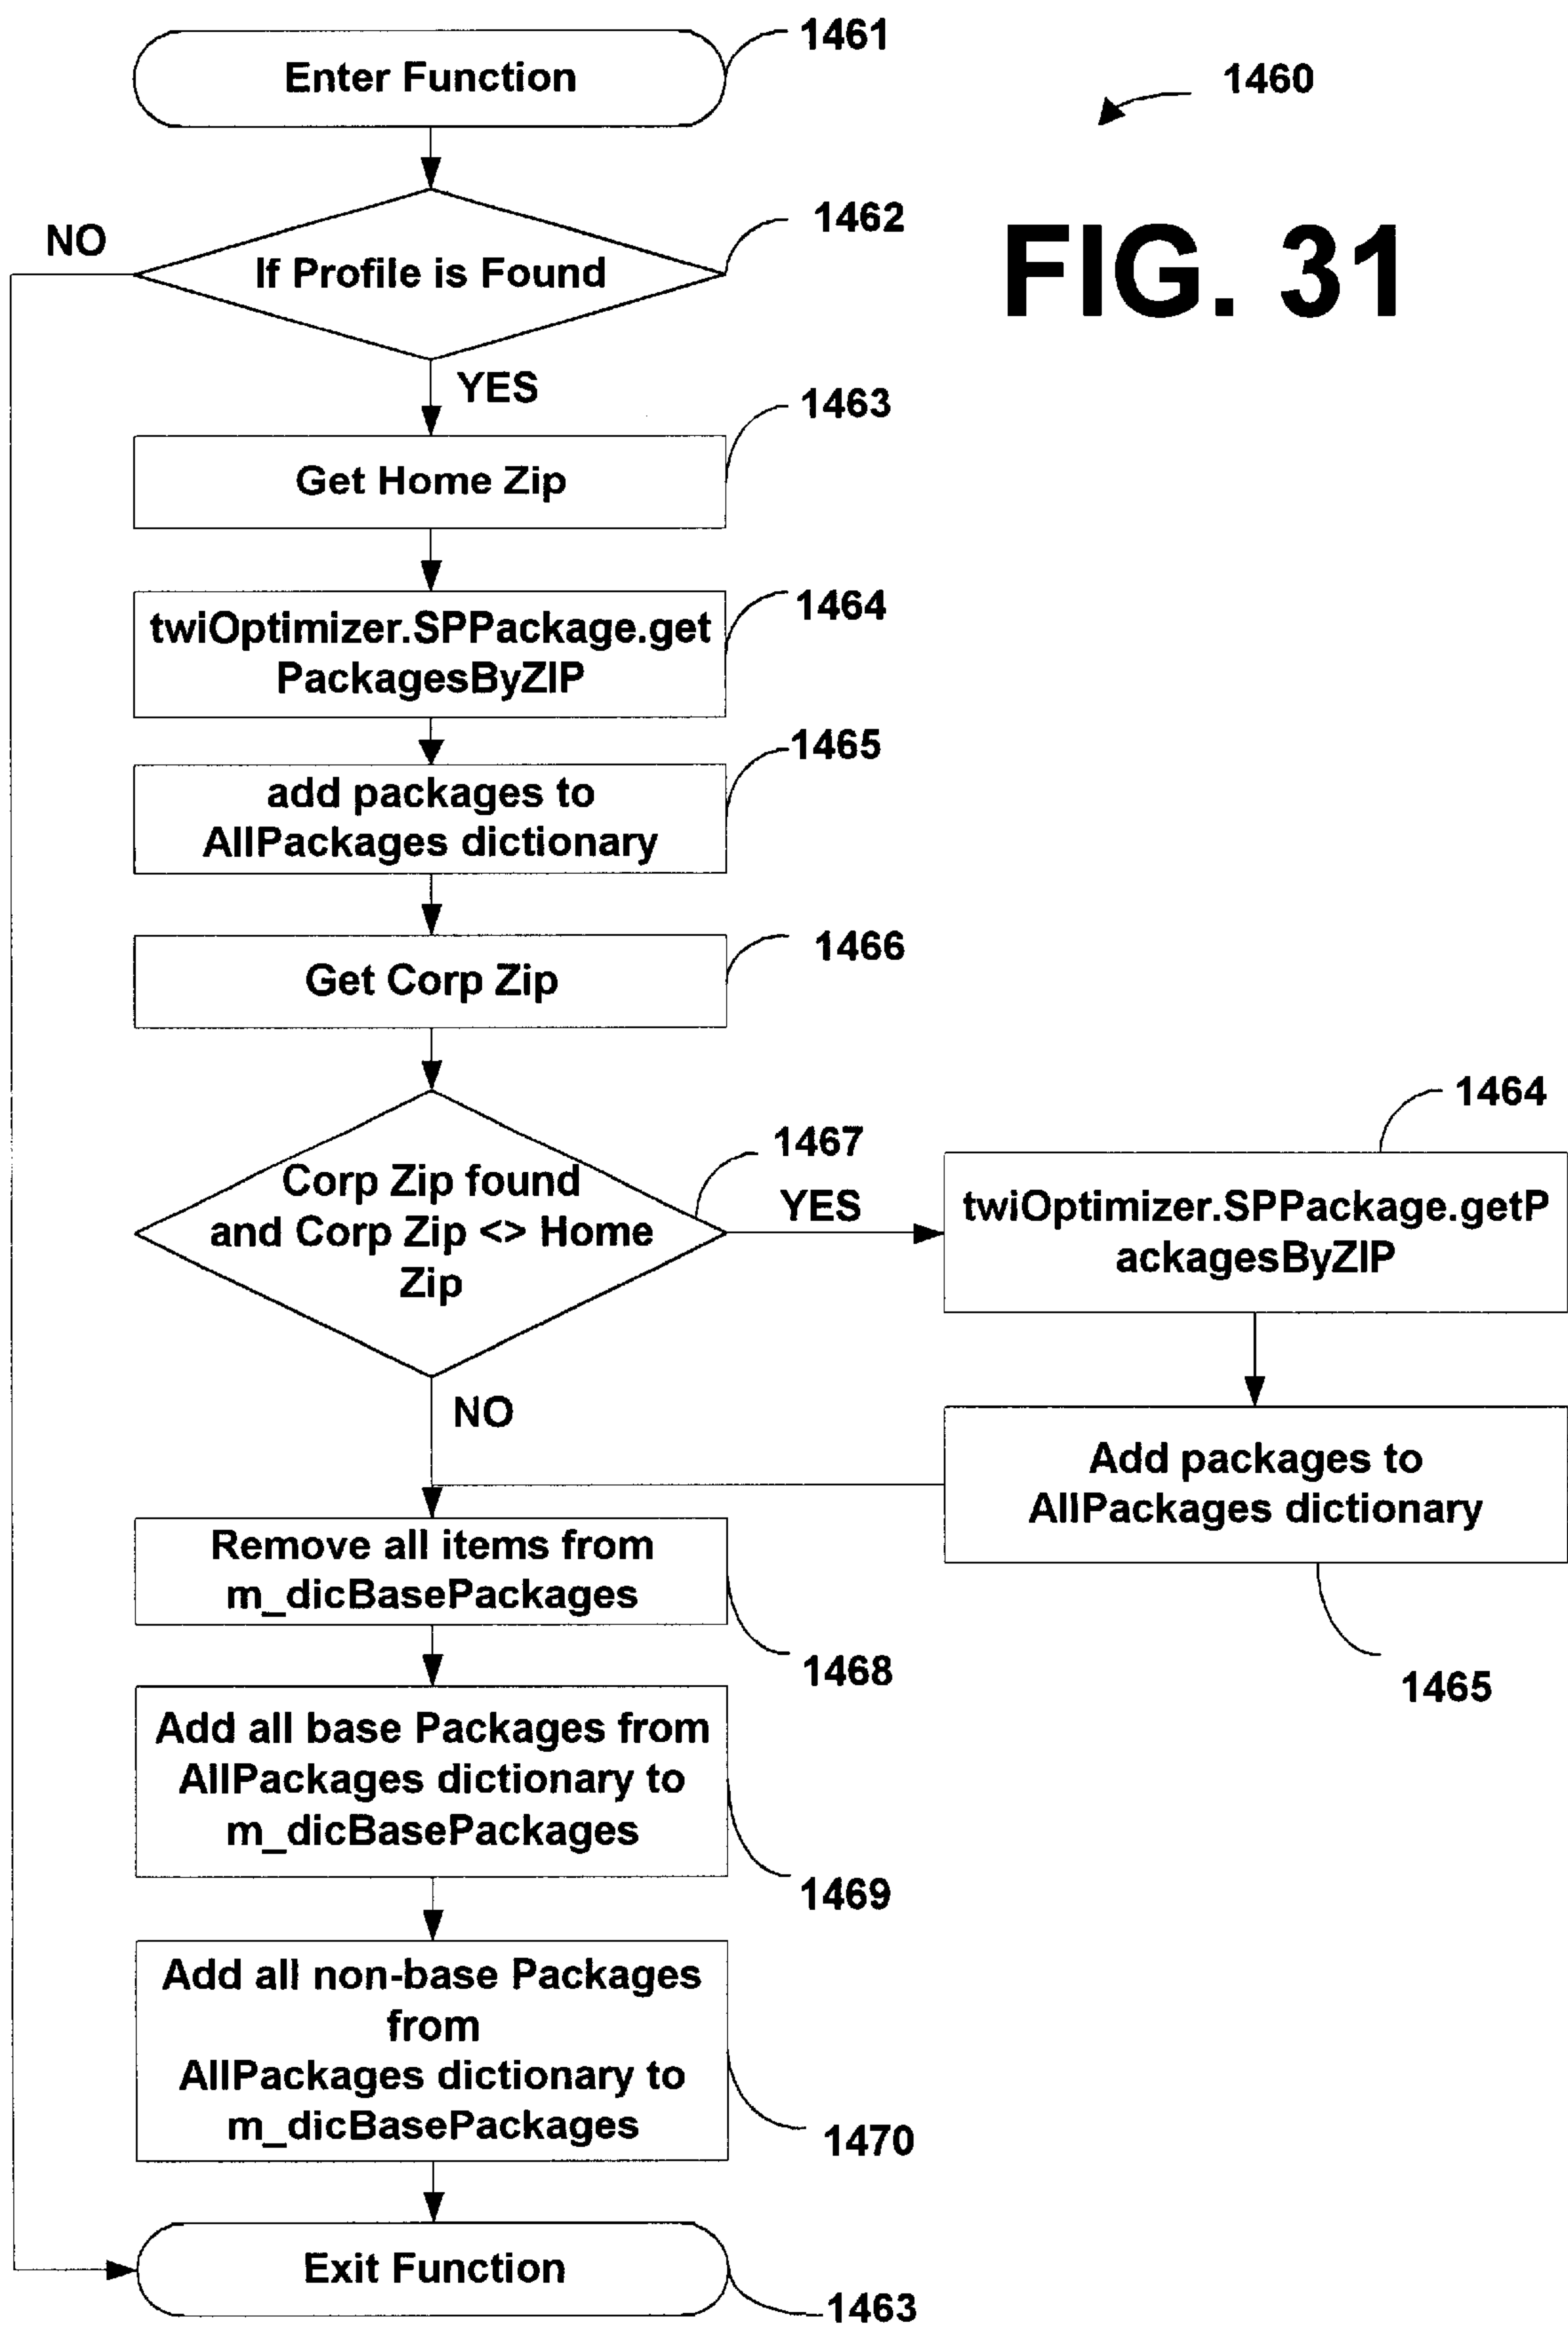 1461
Enter Function
1460
1462
NO
If Profile is Found
FIG. 31
YES
1463
Get Home Zip
1464
twiOptimizer.SPPackage.get
PackagesByZIP
1465
add packages to
AllPackages dictionary
1466
Get Corp Zip
1467
Corp Zip found
and Corp Zip <> Home
Zip
YES
1464
twiOptimizer.SPPackage.getP
ackagesByZIP
NO
Add packages to
AllPackages dictionary
1465
Remove all items from
m_dicBasePackages
1468
Add all base Packages from
AllPackages dictionary to
m_dicBasePackages
1469
Add all non-base Packages
from
AllPackages dictionary to
m_dicBasePackages
1470
Exit Function
1463